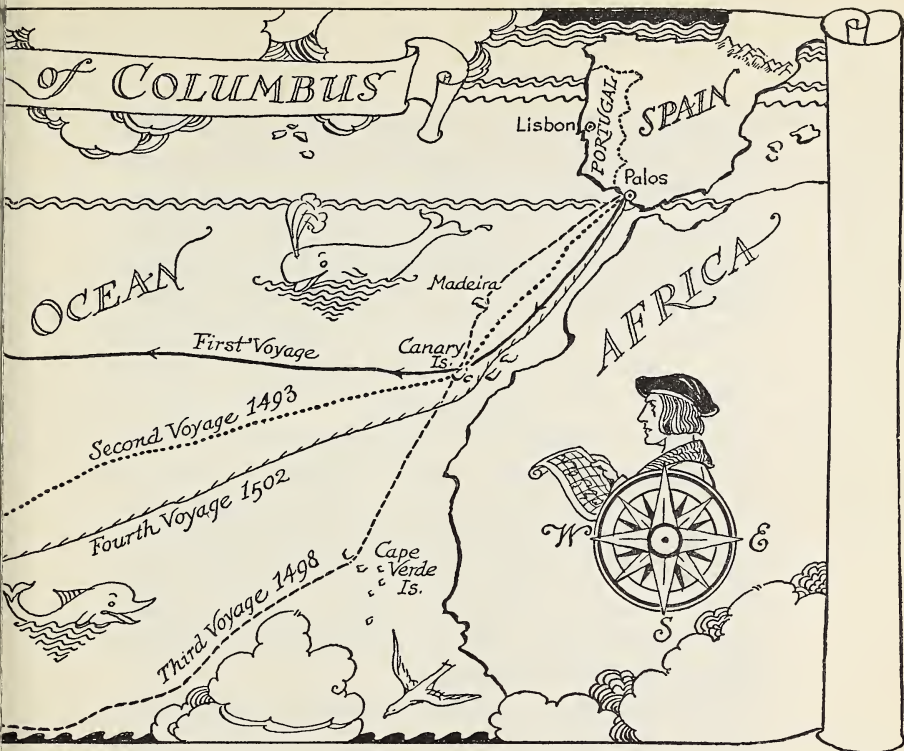 of COLUMBUS
PORTUGAL
SPAIN
Lisbon
Palos
OCEAN
Madeira
AFRICA
First Voyage
Canary
Is.
Second Voyage 1493
Fourth Voyage 1502
W
E
S
Cape
Verde
Is.
Third Voyage 1498